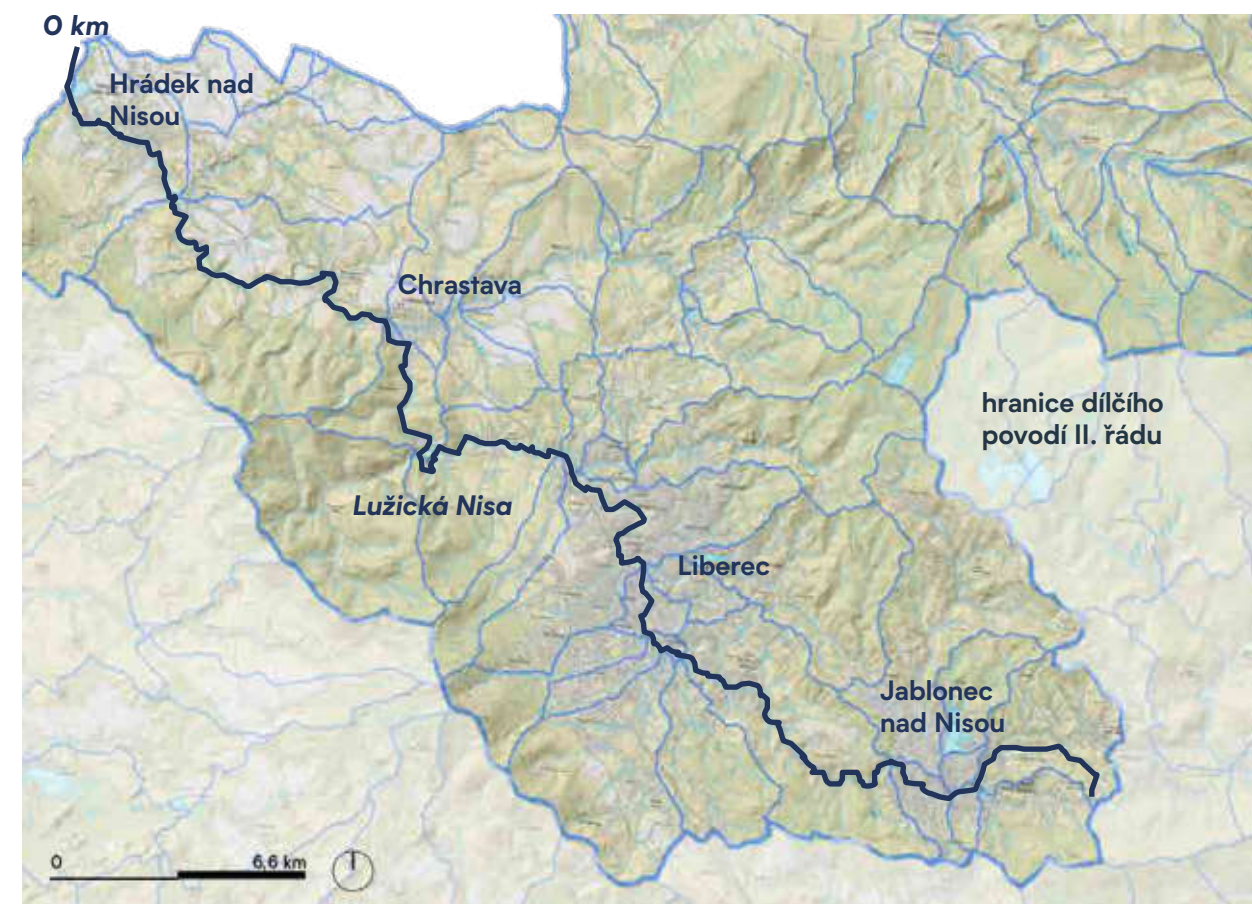 0 km
Hrádek nad
Nisou
Chrastava
hranice dílčího
povodí II. řádu
Lužická Nisa
Liberec
Jablonec
nad Nisou
0
6,6 km